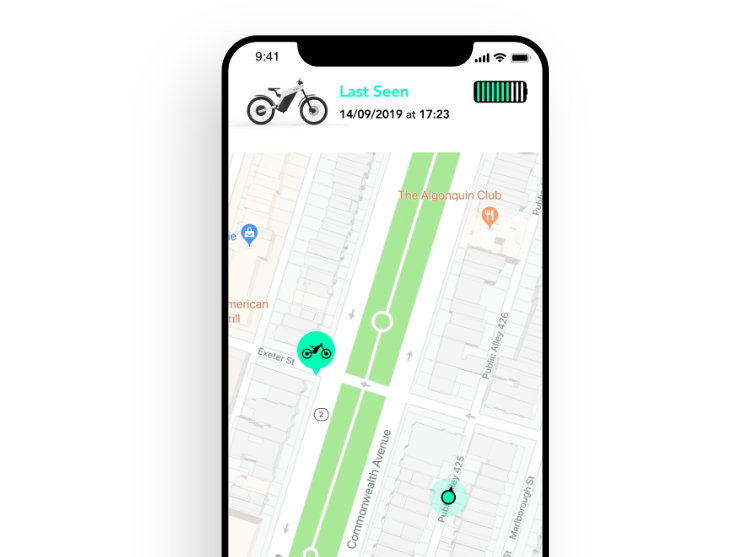 9:41
Last Seen
14/09/2019 at 17:23
The Algonquin Club
Public
merican
rill
Public Alley 426
Exeter St
2
Commonwealth Avenue
Public Alley 425
Marlborough St